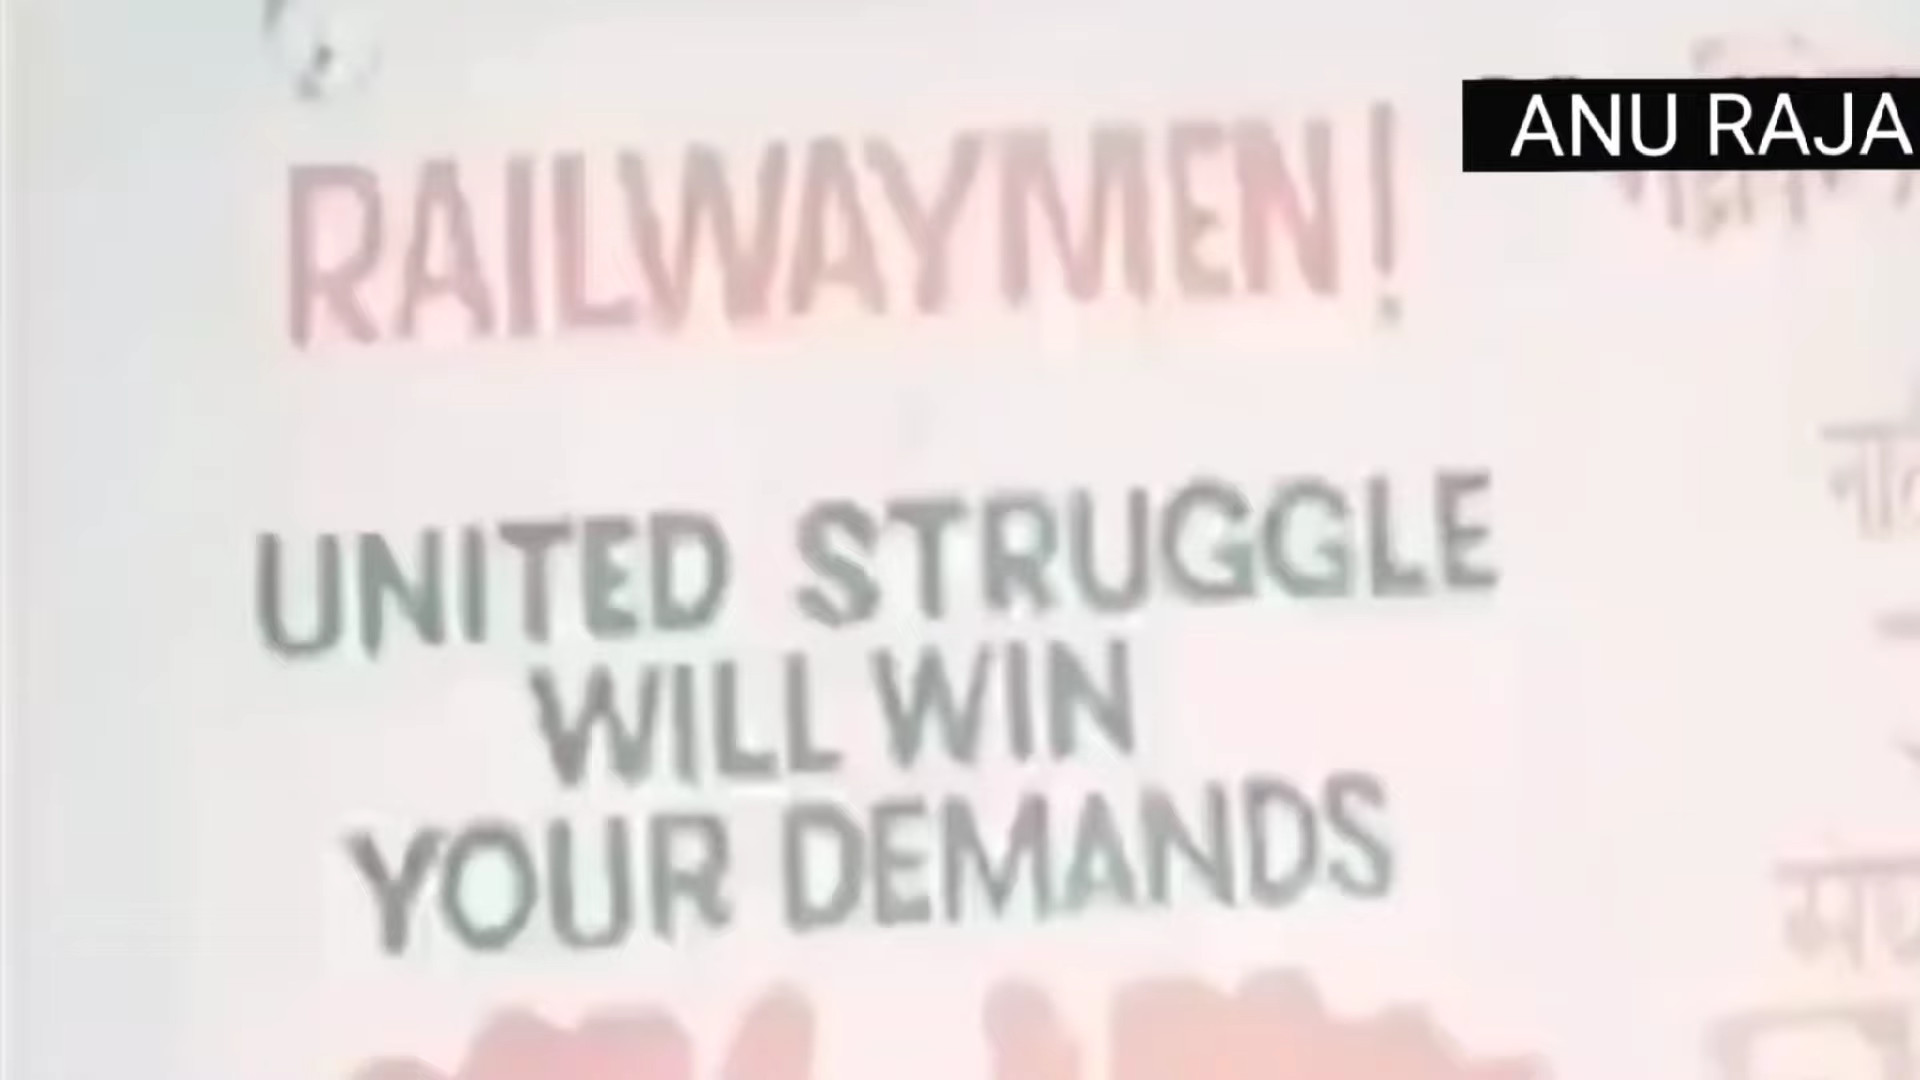 ANU RAJA
RAILWAYMEN!
UNITED STRUGGLE
WILL WIN
YOUR DEMANDS